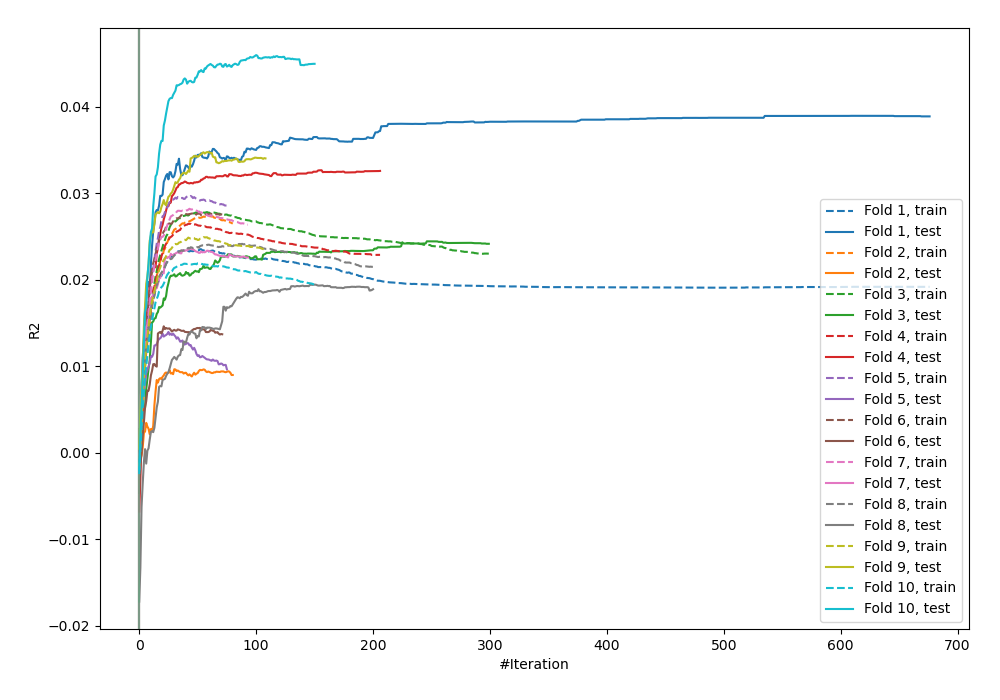 0.04
0.03
0.02
0.01
0.00
−0.01
−0.02
R2
0
100
200
300
400
500
600
700
#Iteration
Fold 1, train
Fold 1, test
Fold 2, train
Fold 2, test
Fold 3, train
Fold 3, test
Fold 4, train
Fold 4, test
Fold 5, train
Fold 5, test
Fold 6, train
Fold 6, test
Fold 7, train
Fold 7, test
Fold 8, train
Fold 8, test
Fold 9, train
Fold 9, test
Fold 10, train
Fold 10, test